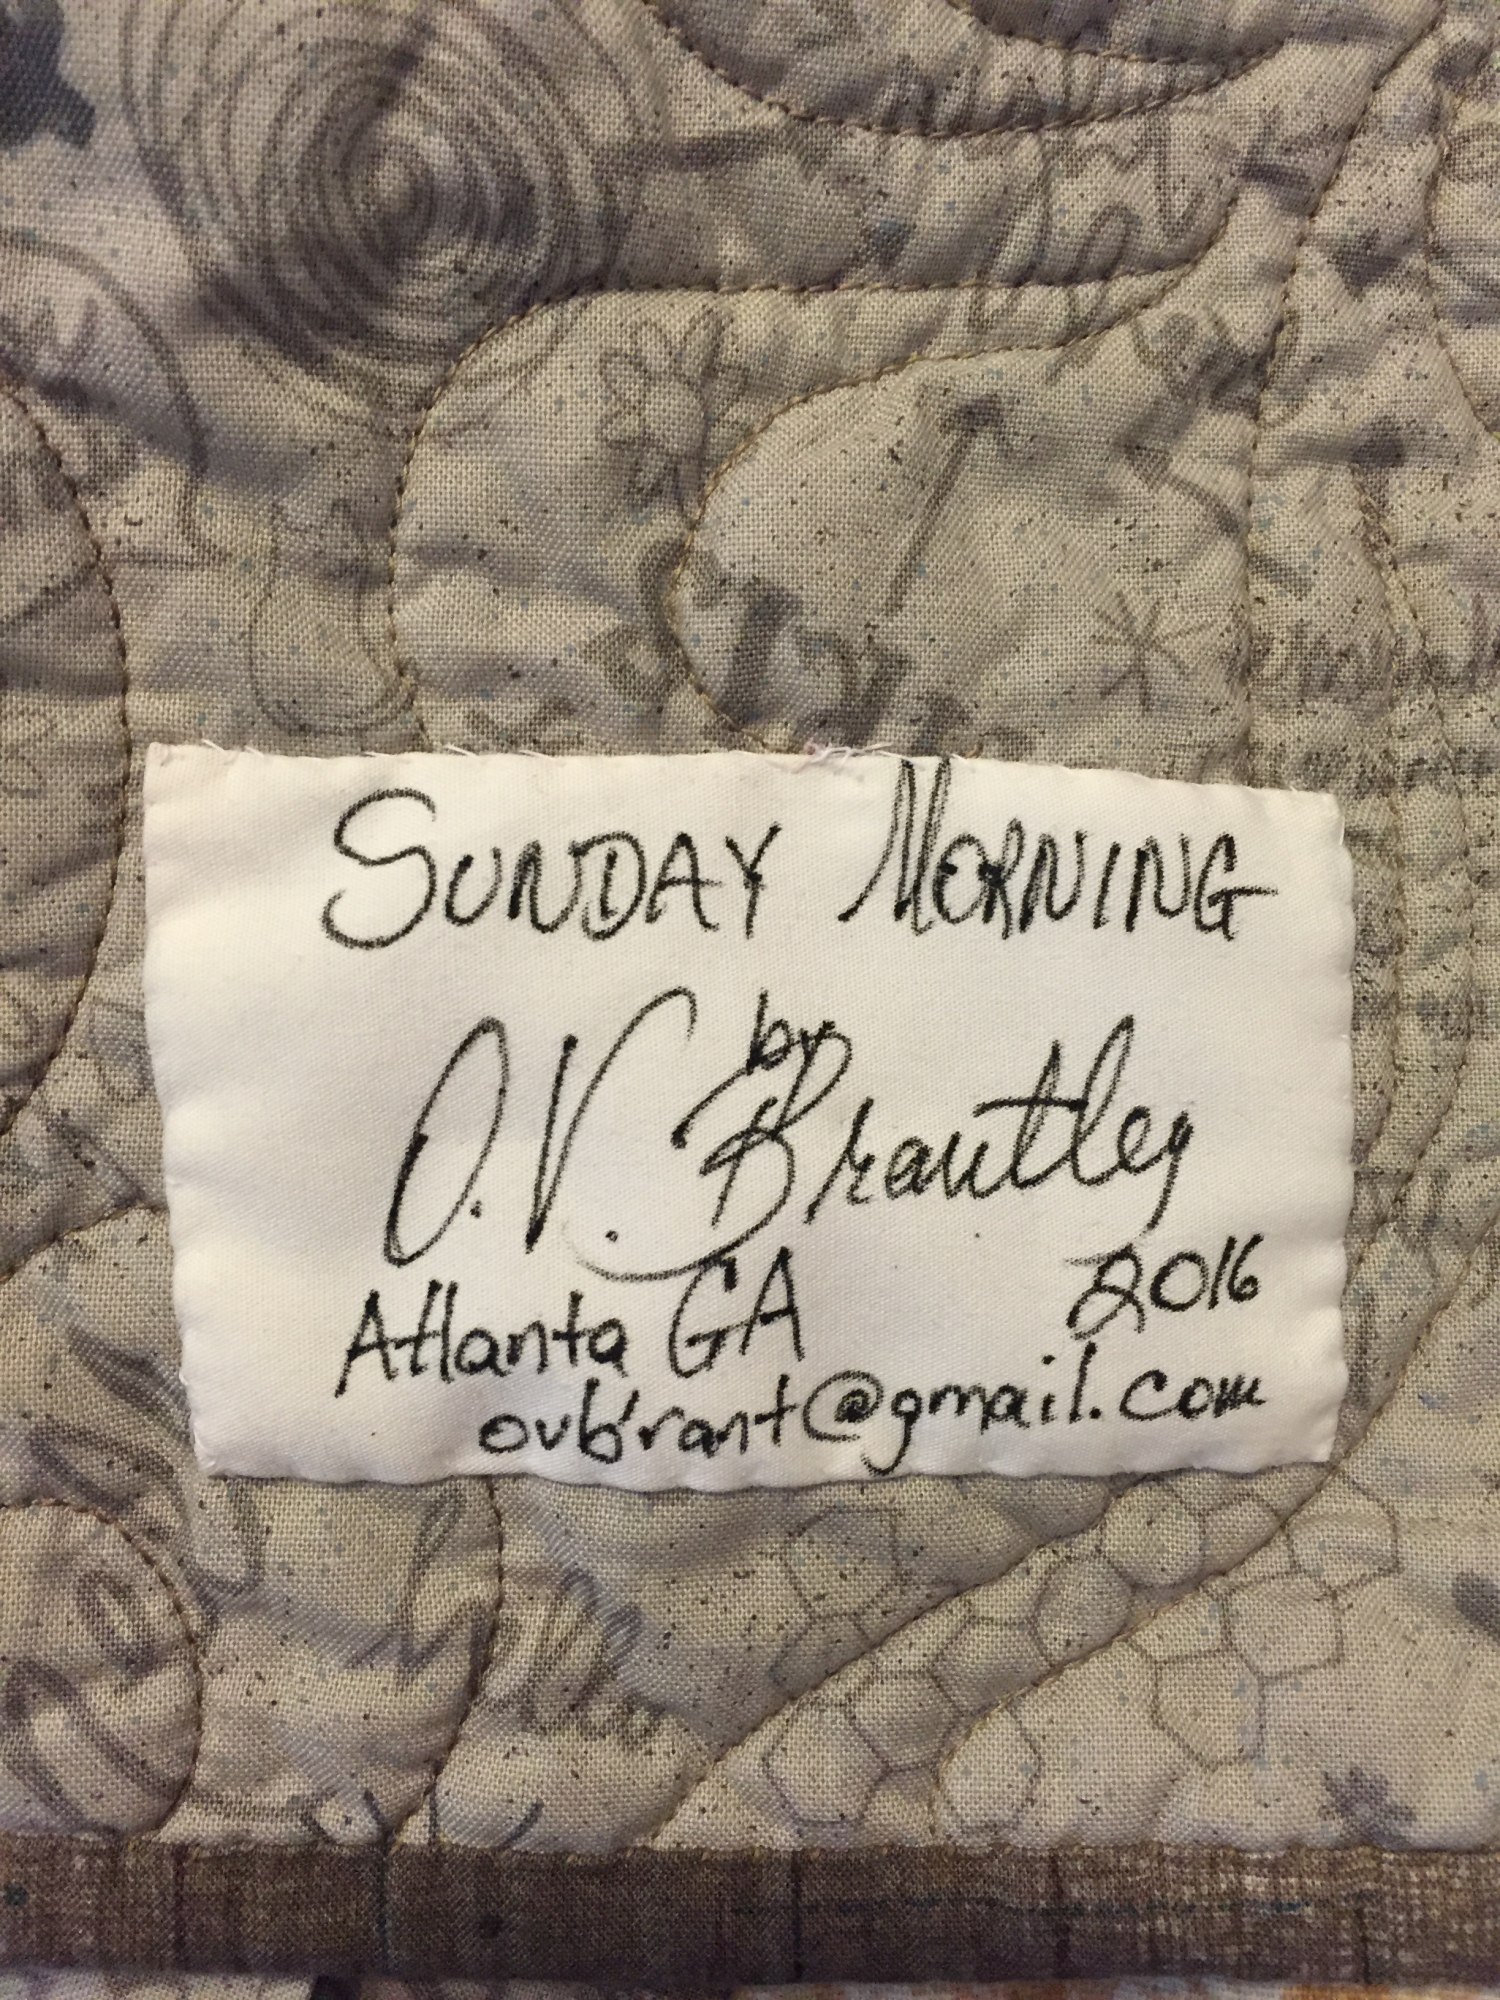 SUNDAY MORNING
by
O.V. Brantley
Atlanta GA 2016
ovbrant@gmail.com